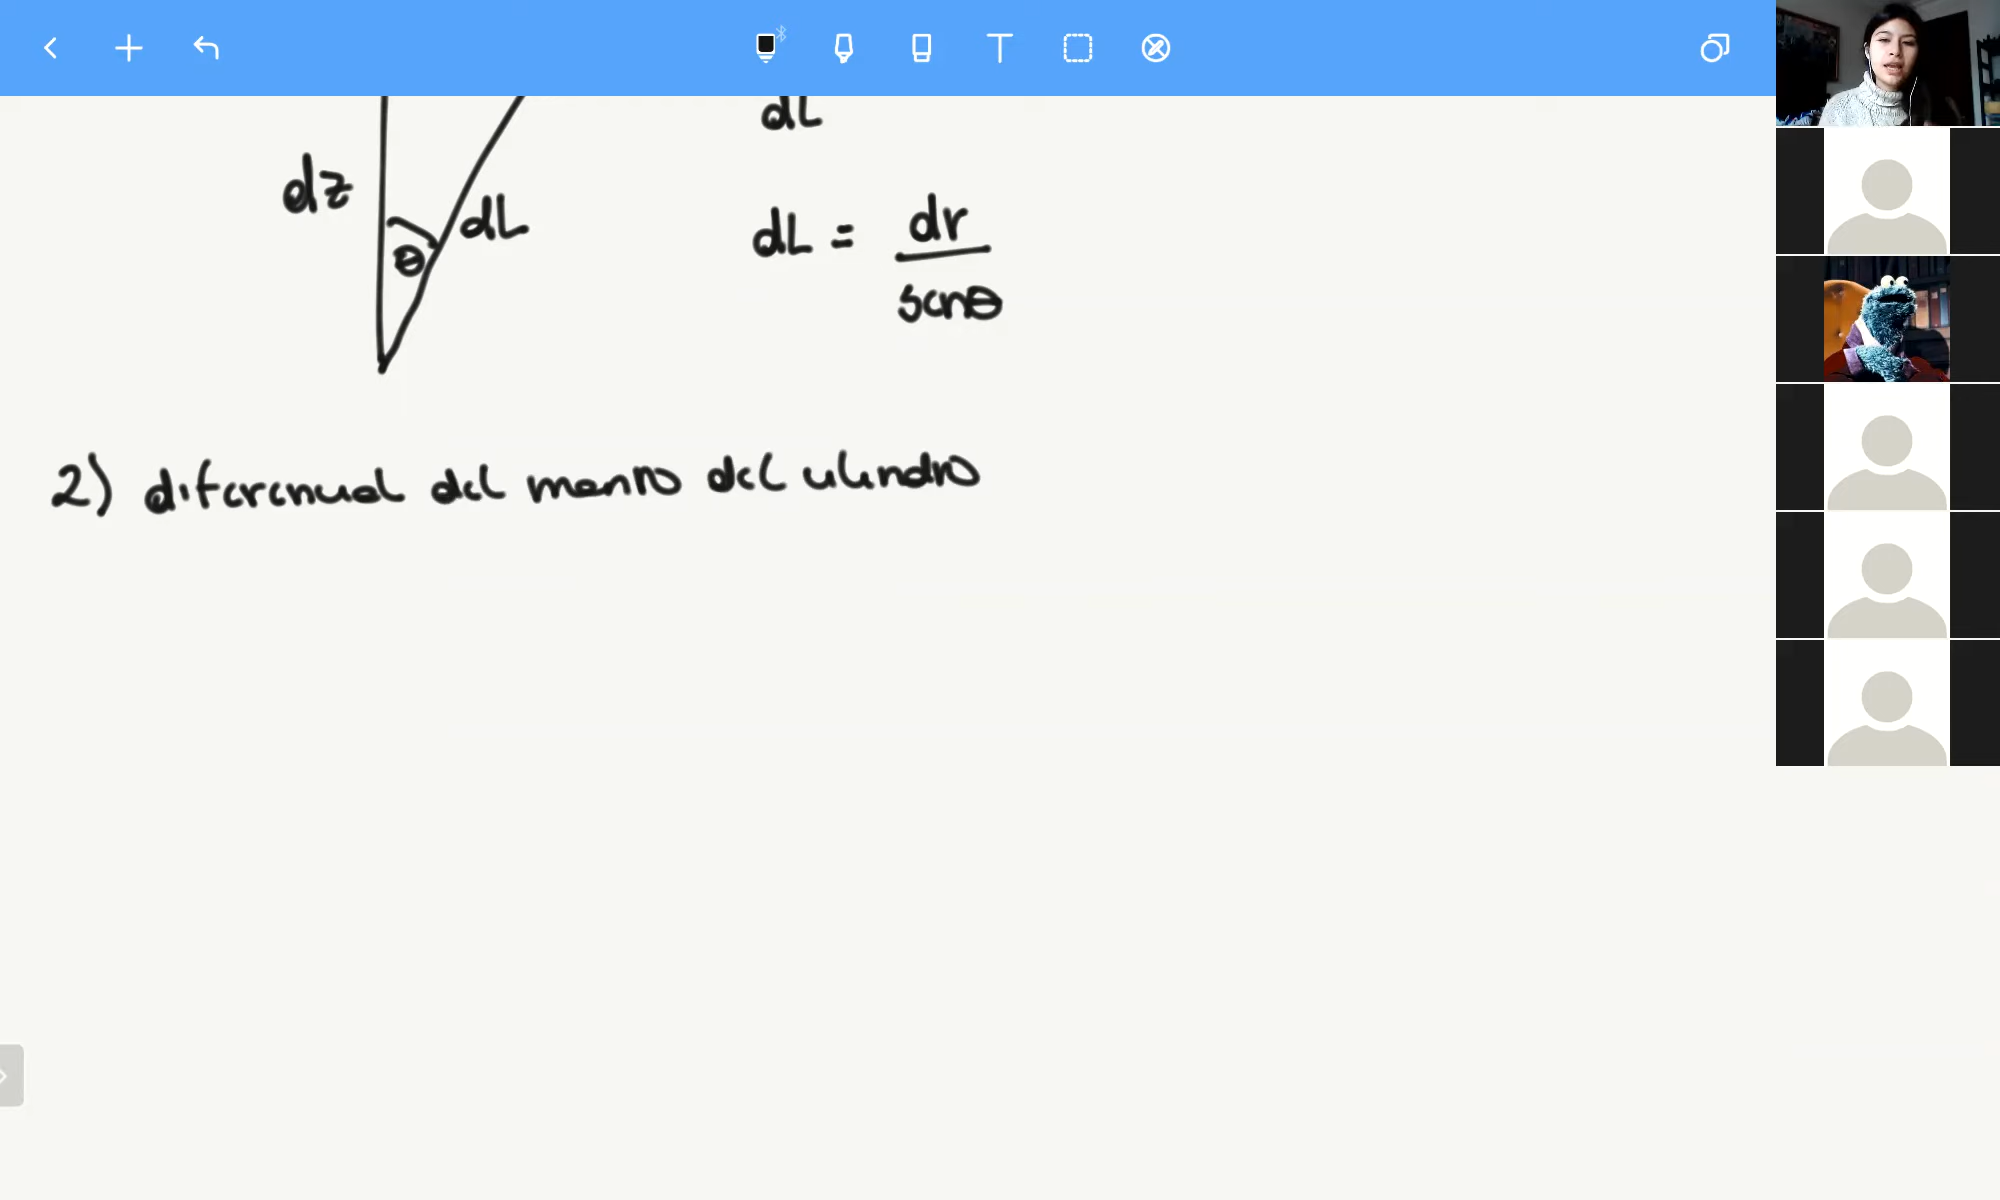 dL
dz
dL
θ
dL = dr / senθ
2) diferencial del manto del cilindro